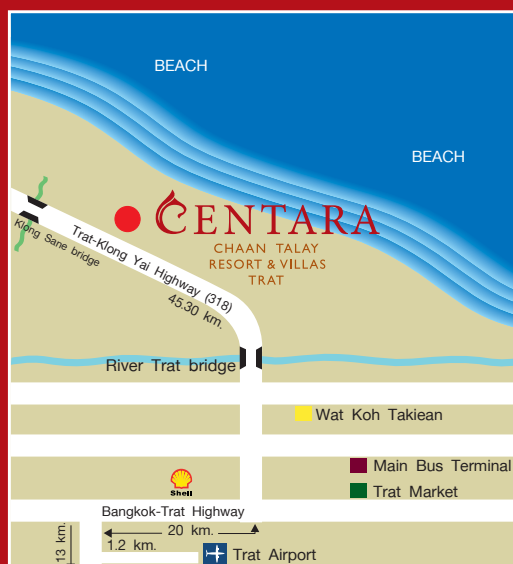 BEACH
BEACH
CENTARA
CHAAN TALAY
RESORT & VILLAS
TRAT
Klong Sane bridge
Trat-Klong Yai Highway (318)
45.30 km.
River Trat bridge
Wat Koh Takiean
Main Bus Terminal
Shell
Trat Market
Bangkok-Trat Highway
20 km.
13 km.
1.2 km.
Trat Airport